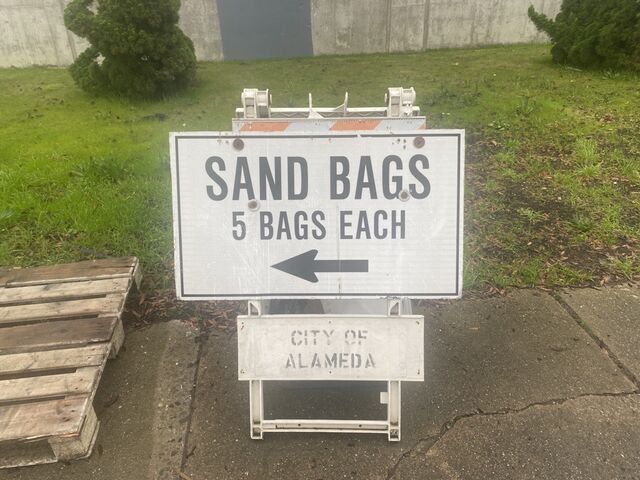 SAND BAGS
5 BAGS EACH
CITY OF
ALAMEDA